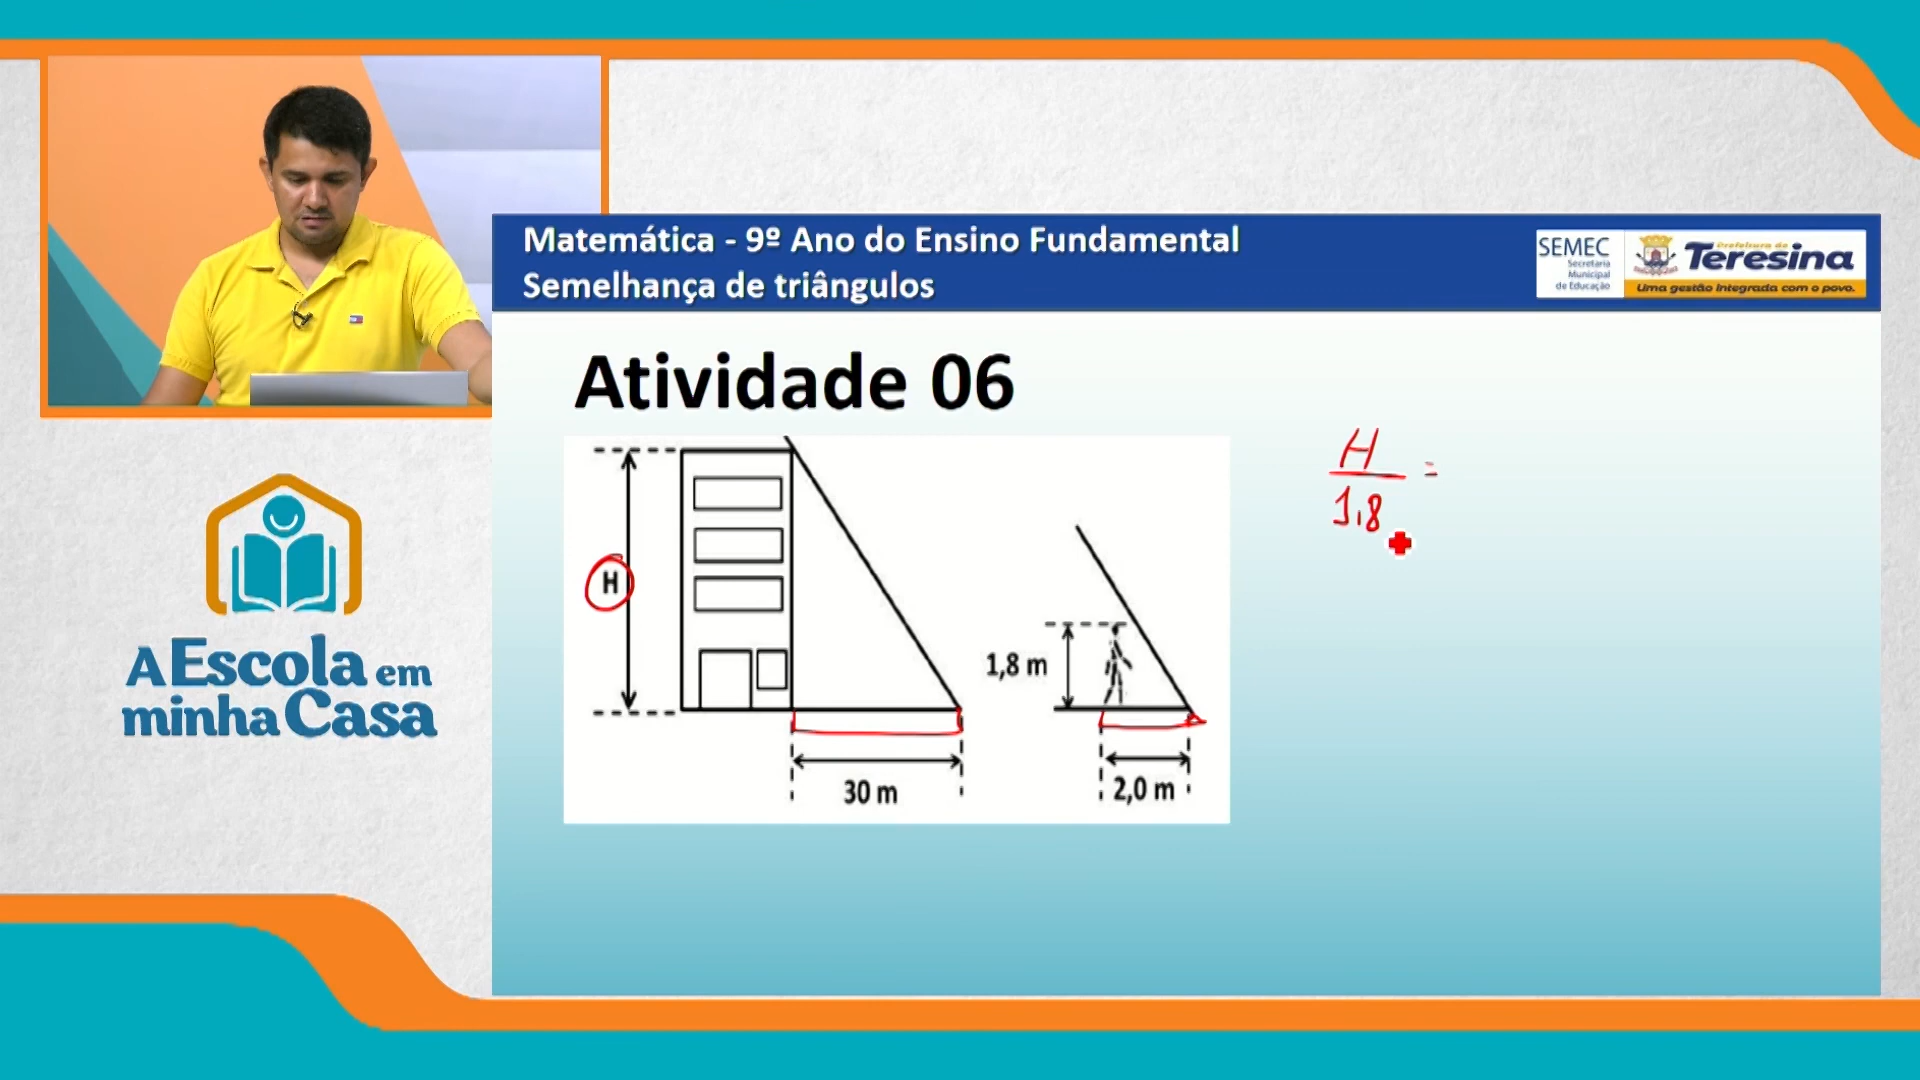 Matemática - 9º Ano do Ensino Fundamental
Semelhança de triângulos
SEMEC
Secretaria
Municipal
de Educação
Prefeitura de
Teresina
Uma gestão integrada com o povo.
Atividade 06
H
1,8 m
30 m
2,0 m
H
=
1,8
A Escola em
minha Casa